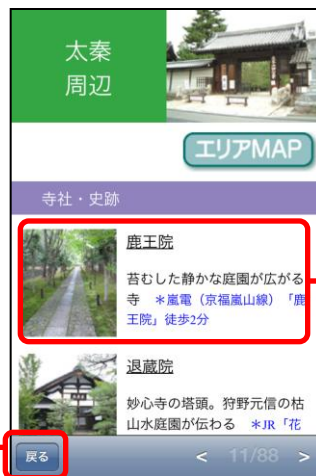 太秦
周辺
エリアMAP
寺社・史跡
鹿王院
苔むした静かな庭園が広がる
寺　＊嵐電（京福嵐山線）「鹿
王院」徒歩2分
退蔵院
妙心寺の塔頭。狩野元信の枯
山水庭園が伝わる　＊JR「花
戻る
< 11/88 >